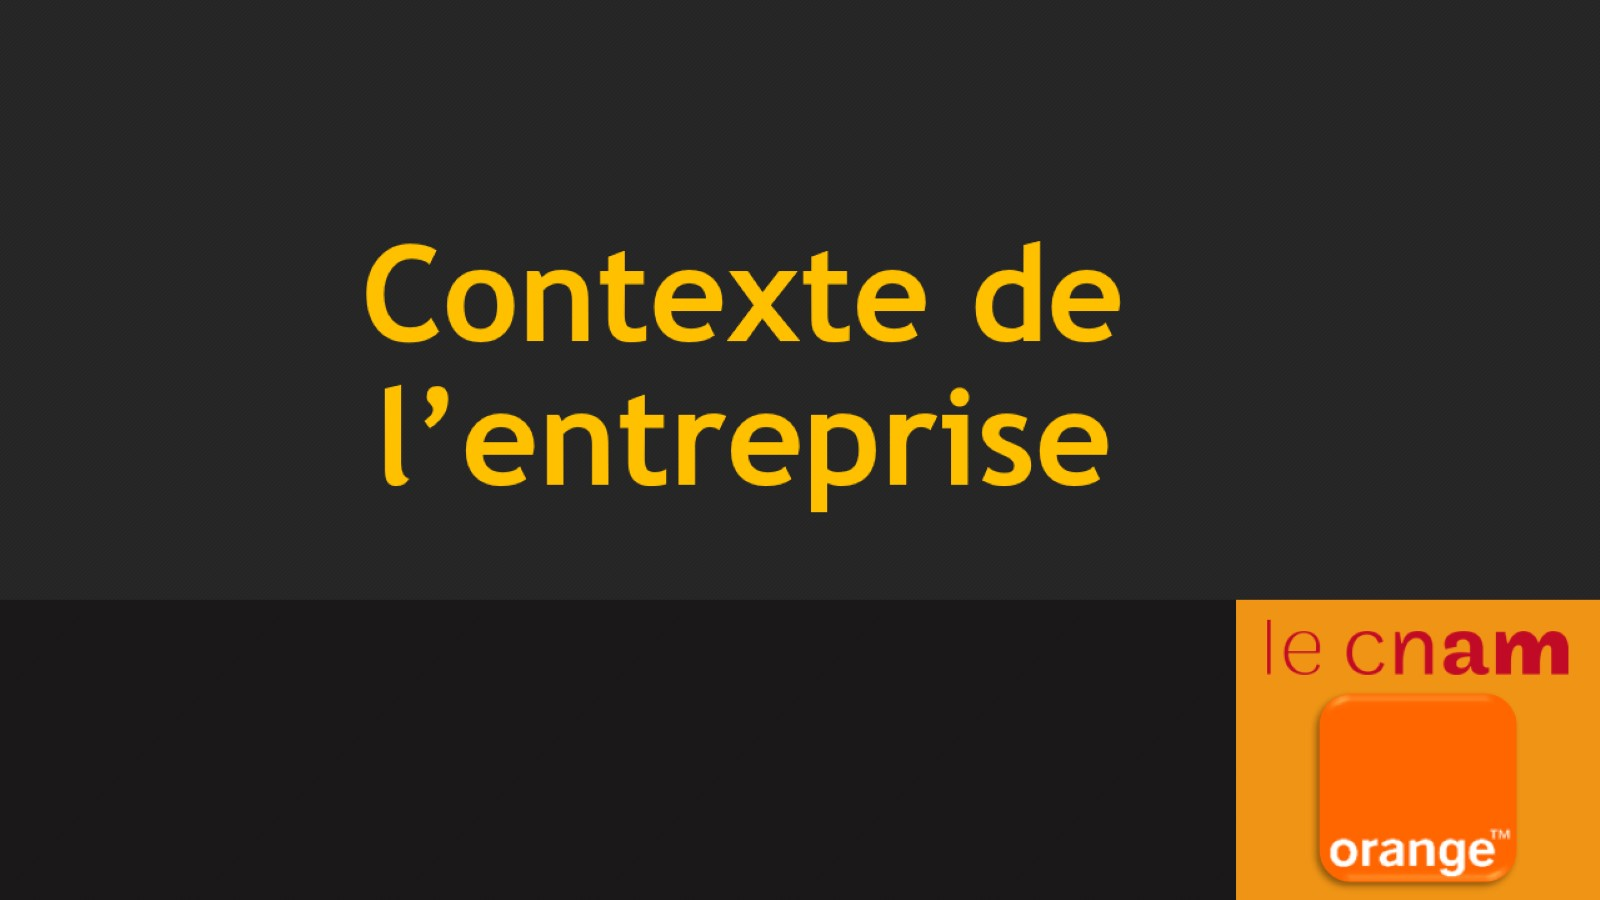 Contexte de
l’entreprise
le cnam
orange™